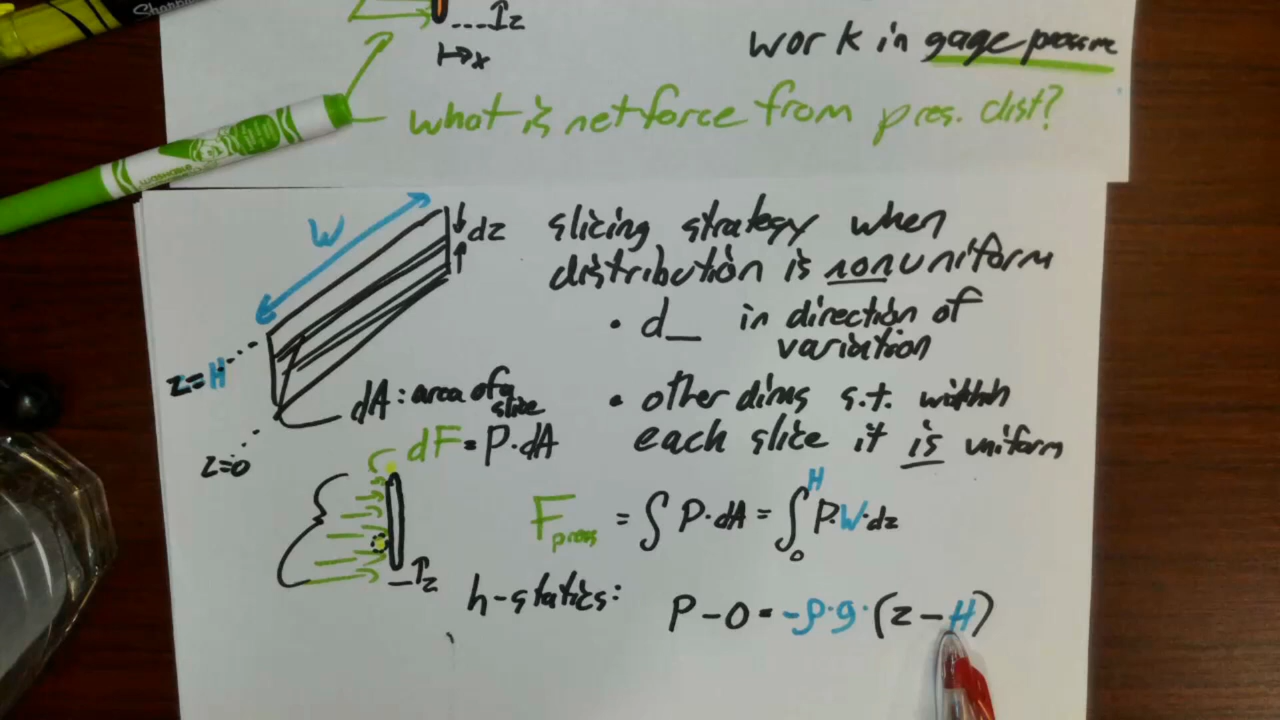 Sharpie
z
x
work in gage pressure
what is net force from pres. dist?
W
dz
slicing strategy when
distribution is nonuniform
• d_ in direction of
variation
• other dims s.t. within
each slice it is uniform
z=H
z=0
dA: area of a
slice
dF = P·dA
z
F press = ∫ P·dA = ∫ 0 H P·W·dz
h-statics: P - 0 = -ρ·g·(z - H)